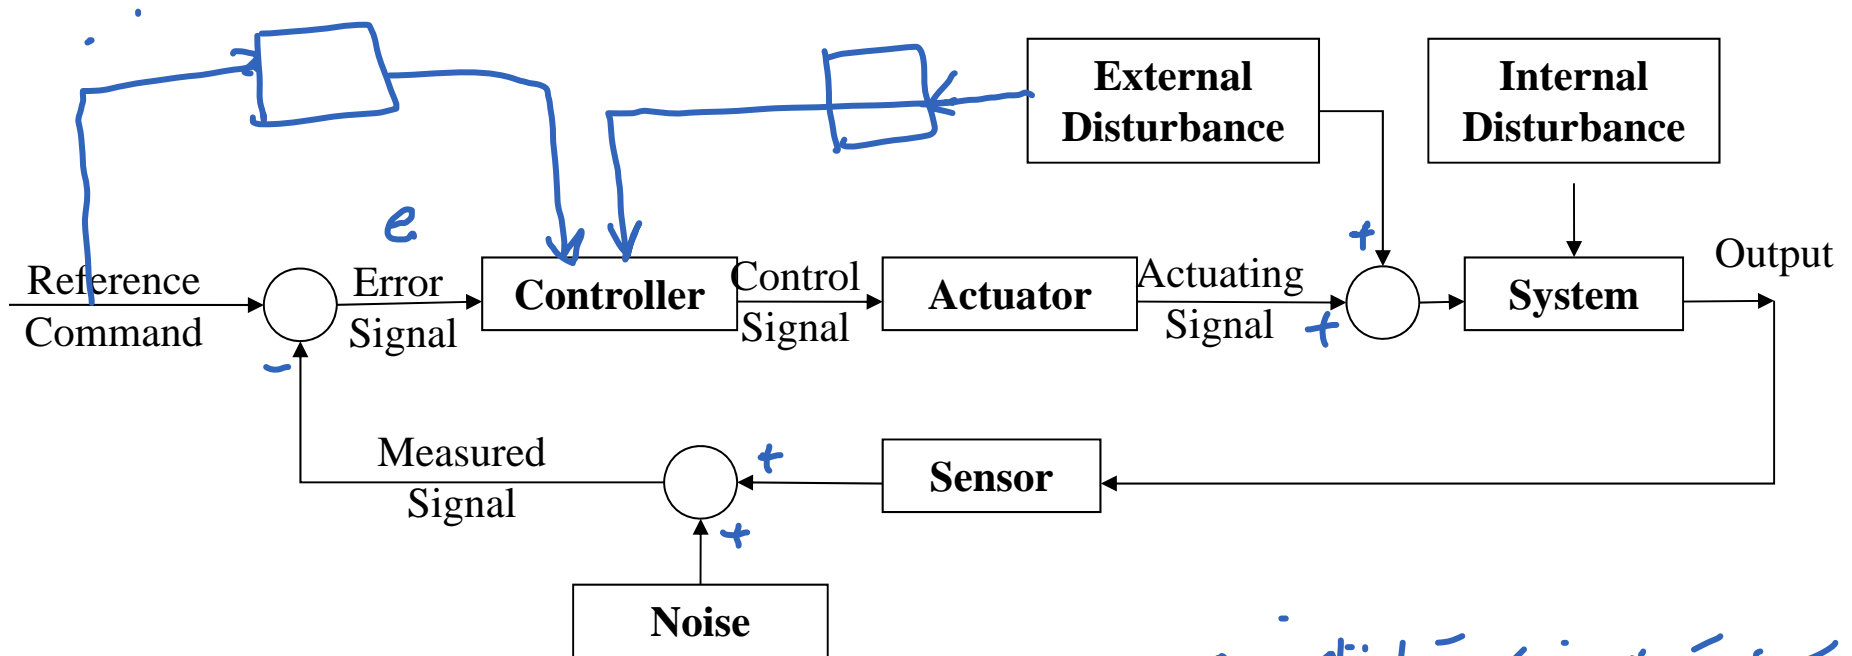 External
Disturbance
Internal
Disturbance
e
+
Output
Reference
Command
Error
Signal
Controller
Control
Signal
Actuator
Actuating
Signal
+
System
-
Measured
Signal
+
Sensor
+
Noise